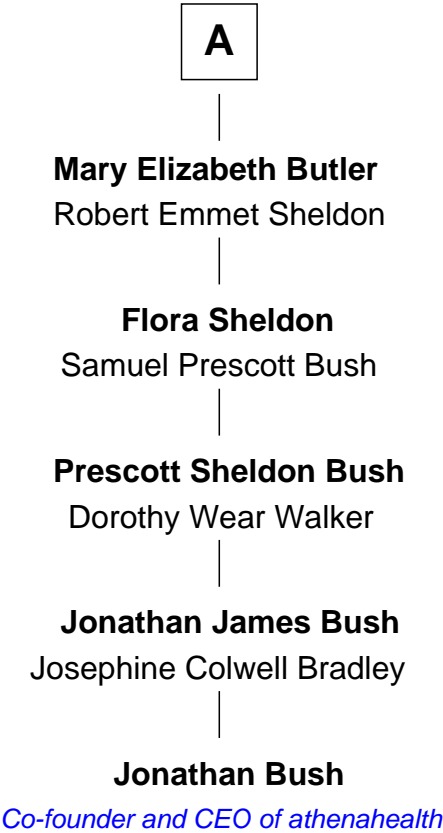 A
Mary Elizabeth Butler
Robert Emmet Sheldon
Flora Sheldon
Samuel Prescott Bush
Prescott Sheldon Bush
Dorothy Wear Walker
Jonathan James Bush
Josephine Colwell Bradley
Jonathan Bush
Co-founder and CEO of athenahealth